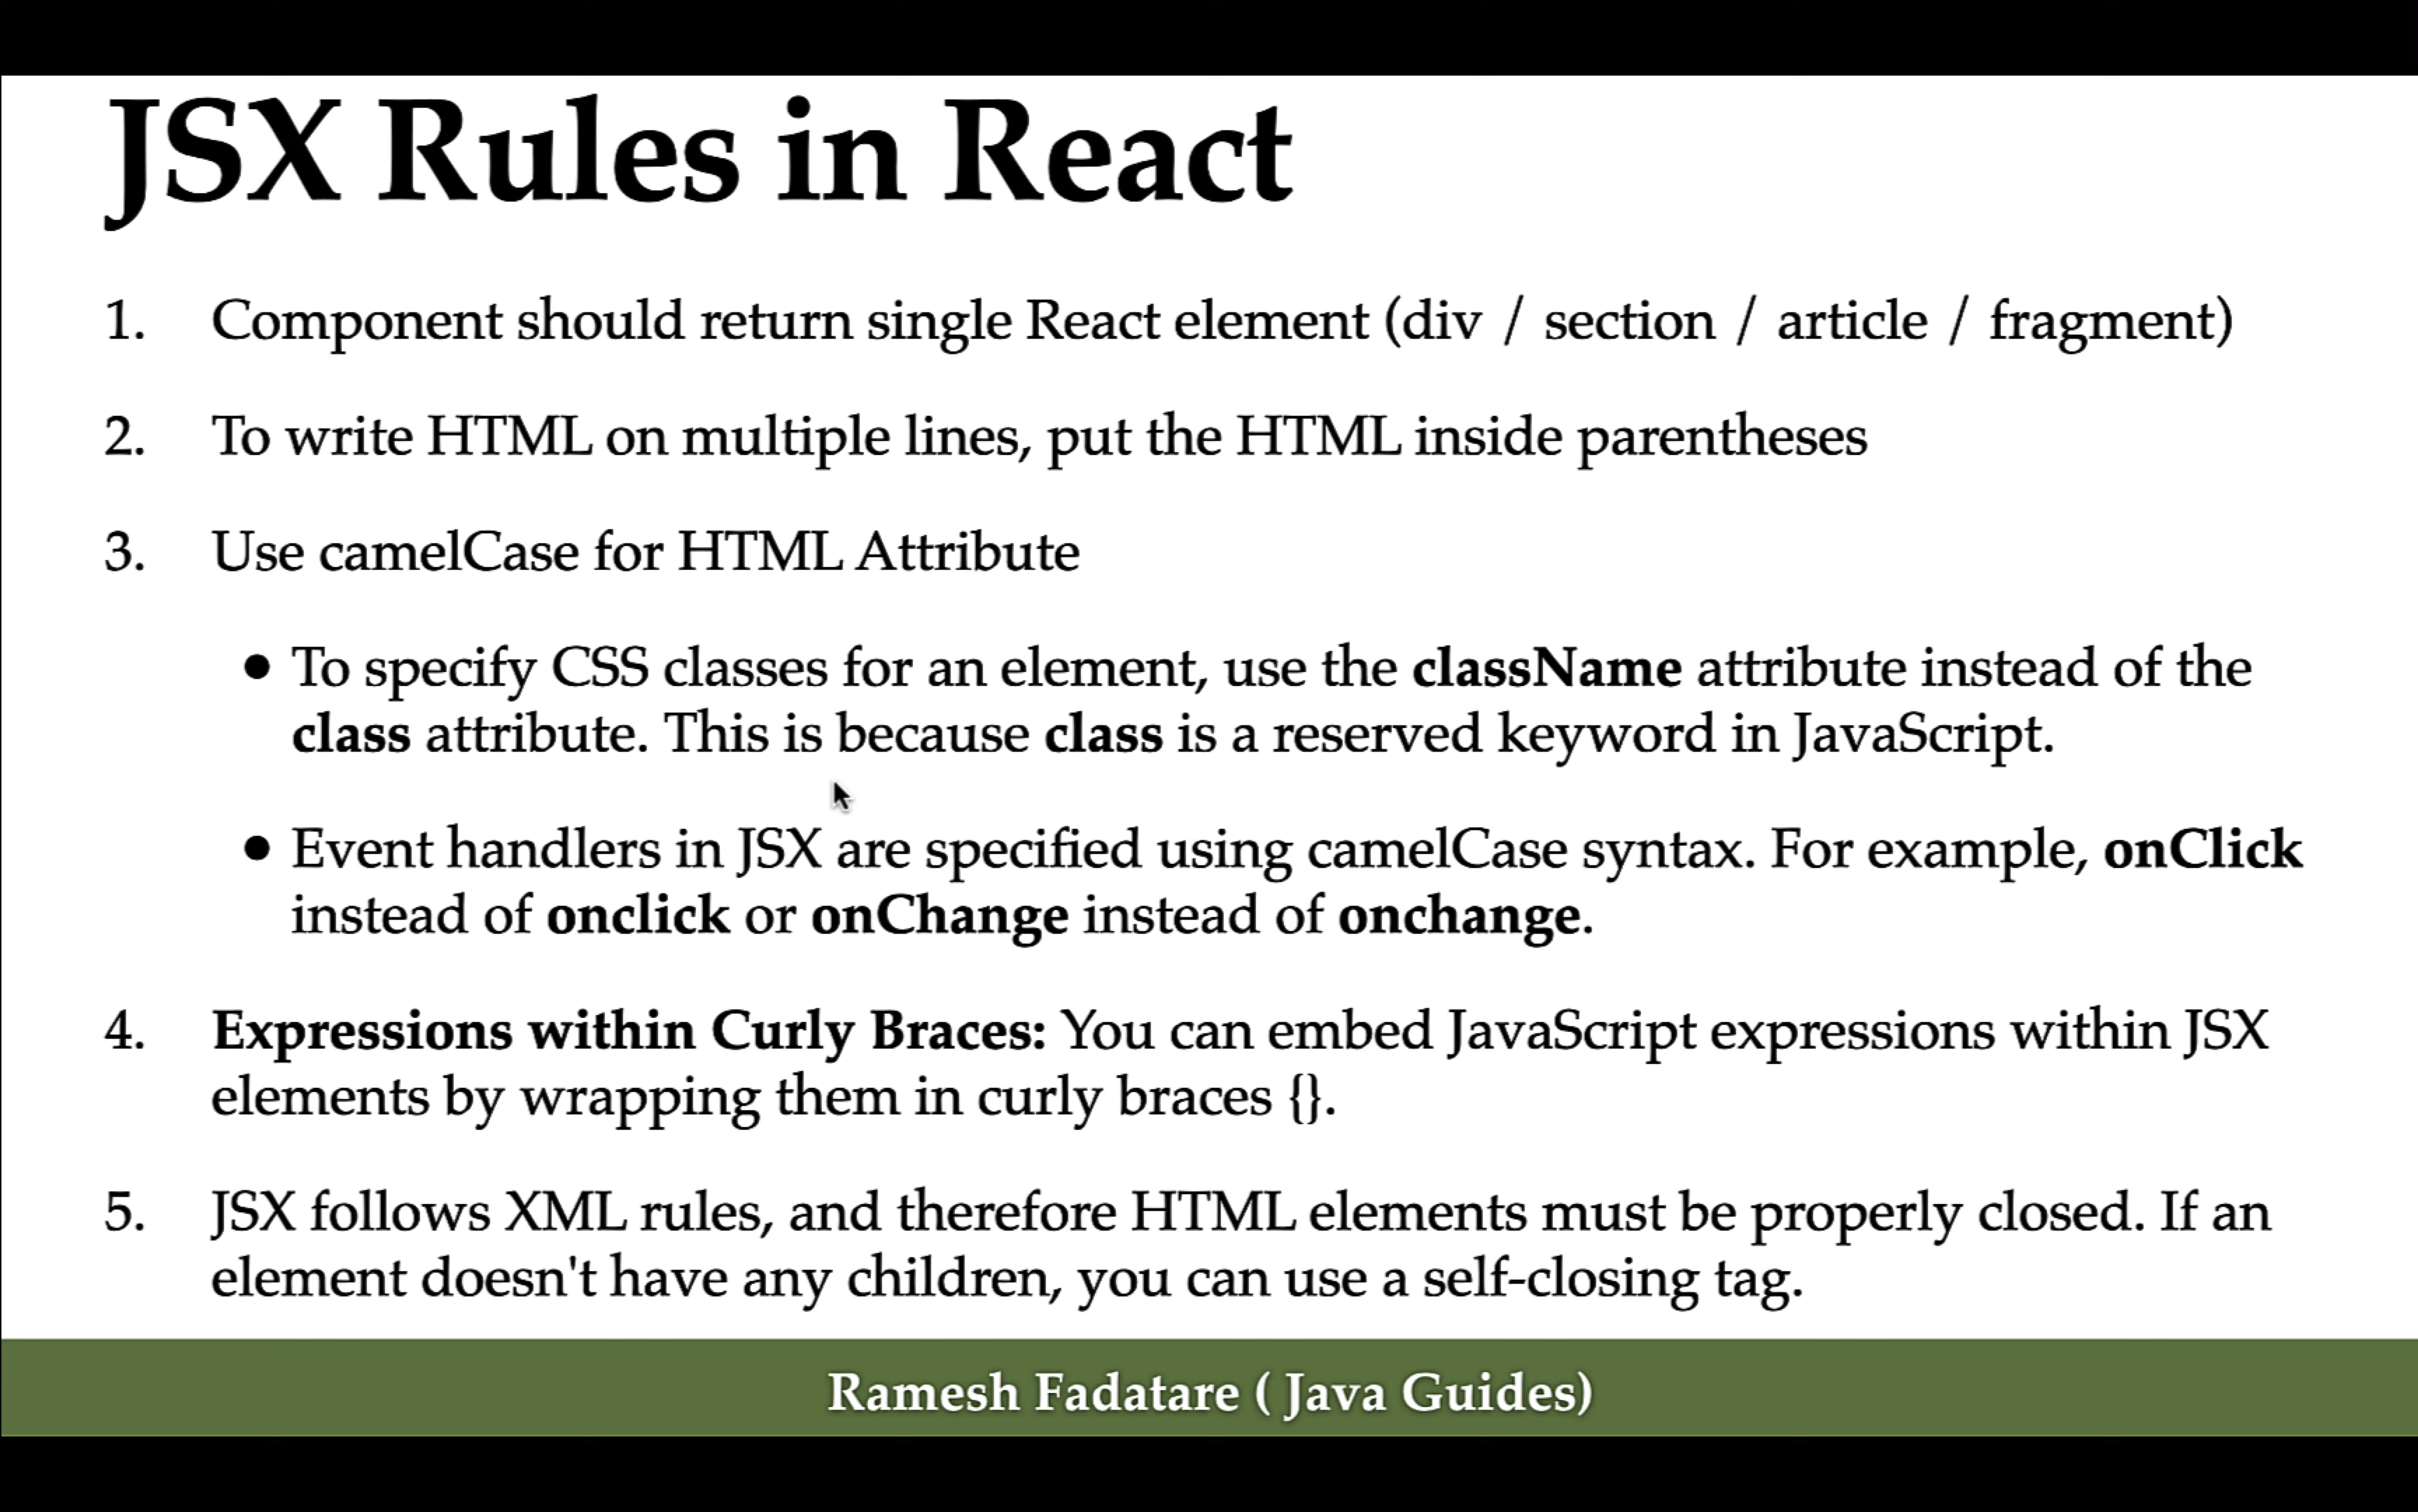 JSX Rules in React
1. Component should return single React element (div / section / article / fragment)
2. To write HTML on multiple lines, put the HTML inside parentheses
3. Use camelCase for HTML Attribute
• To specify CSS classes for an element, use the className attribute instead of the
class attribute. This is because class is a reserved keyword in JavaScript.
• Event handlers in JSX are specified using camelCase syntax. For example, onClick
instead of onclick or onChange instead of onchange.
4. Expressions within Curly Braces: You can embed JavaScript expressions within JSX
elements by wrapping them in curly braces {}.
5. JSX follows XML rules, and therefore HTML elements must be properly closed. If an
element doesn't have any children, you can use a self-closing tag.
Ramesh Fadatare ( Java Guides)